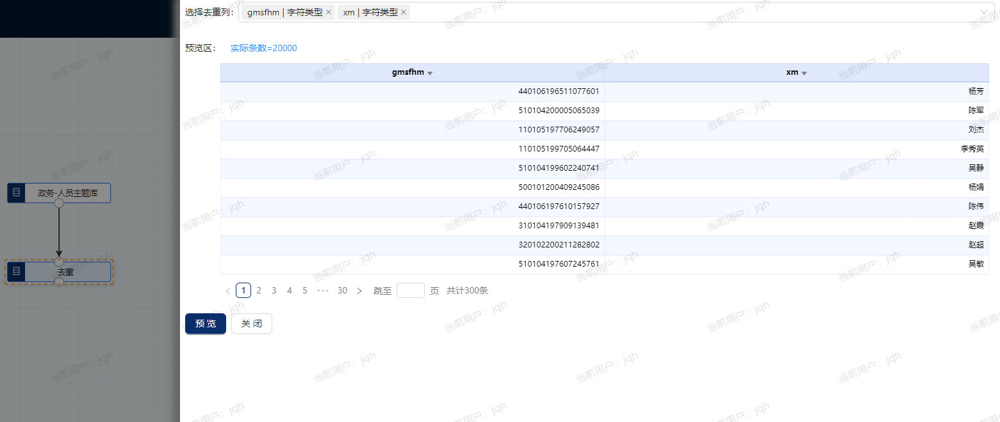 选择去重列： gmsfhm | 字符类型 × xm | 字符类型 ×
预览区： 实际条数=20000
gmsfhm xm
440106196511077601 杨芳
510104200005065039 陈军
110105197706249057 刘杰
110105199705064447 李秀英
510104199602240741 吴静
500101200409245086 杨娟
440106197610157927 陈伟
310104197909139481 赵霞
320102200211282802 赵超
510104197607245761 吴敏
< 1 2 3 4 5 ••• 30 > 跳至 页 共计300条
预 览 关 闭
政务-人员主题库
去重
当前用户：jqh